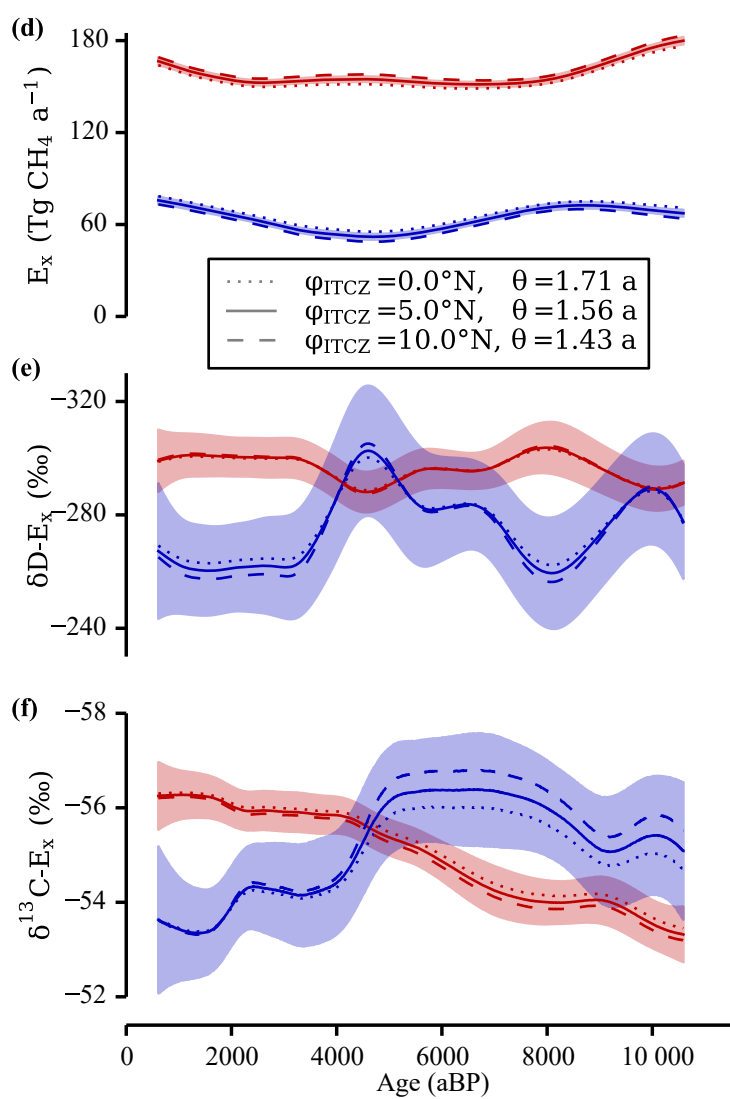 (d)
180
120
60
0
Eₓ (Tg CH₄ a⁻¹)
φITCZ=0.0°N, θ=1.71 a
φITCZ=5.0°N, θ=1.56 a
φITCZ=10.0°N, θ=1.43 a
(e)
−320
−280
−240
δD-Eₓ (‰)
(f)
−58
−56
−54
−52
δ¹³C-Eₓ (‰)
0 2000 4000 6000 8000 10 000
Age (aBP)